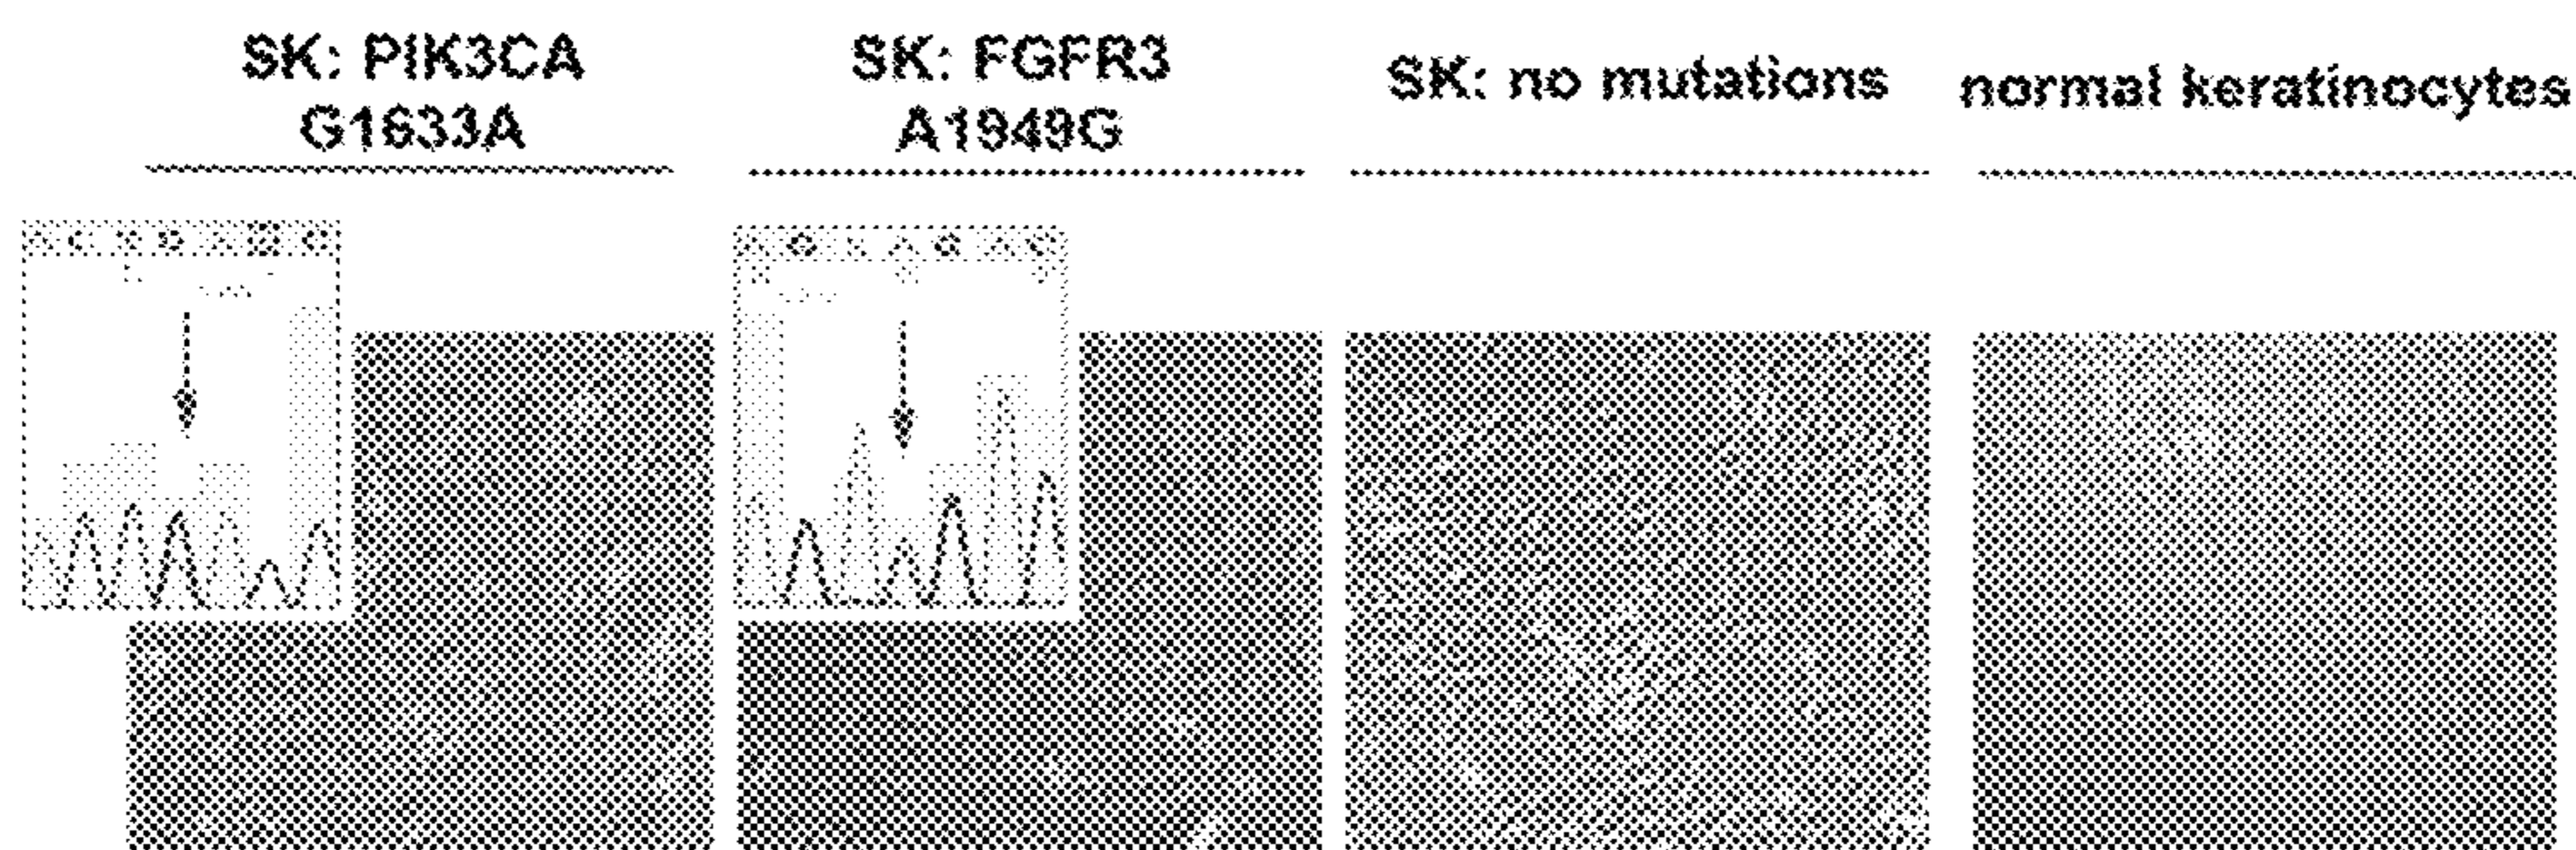 SK: PIK3CA
G1633A
SK: FGFR3
A1949G
SK: no mutations
normal keratinocytes